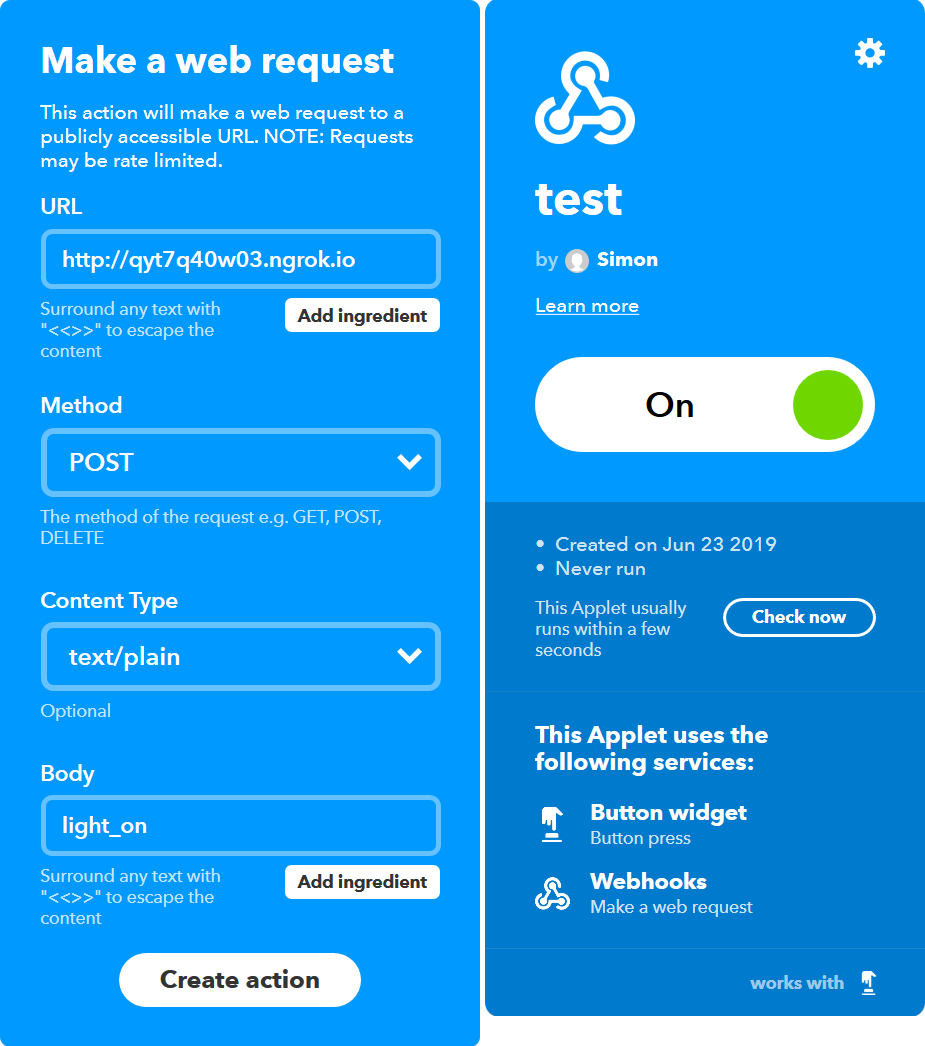 Make a web request
This action will make a web request to a
publicly accessible URL. NOTE: Requests
may be rate limited.
URL
http://qyt7q40w03.ngrok.io
Surround any text with
"<<>>" to escape the
content
Add ingredient
Method
POST
The method of the request e.g. GET, POST,
DELETE
Content Type
text/plain
Optional
Body
light_on
Surround any text with
"<<>>" to escape the
content
Add ingredient
Create action
test
by Simon
Learn more
On
• Created on Jun 23 2019
• Never run
This Applet usually
runs within a few
seconds
Check now
This Applet uses the
following services:
Button widget
Button press
Webhooks
Make a web request
works with